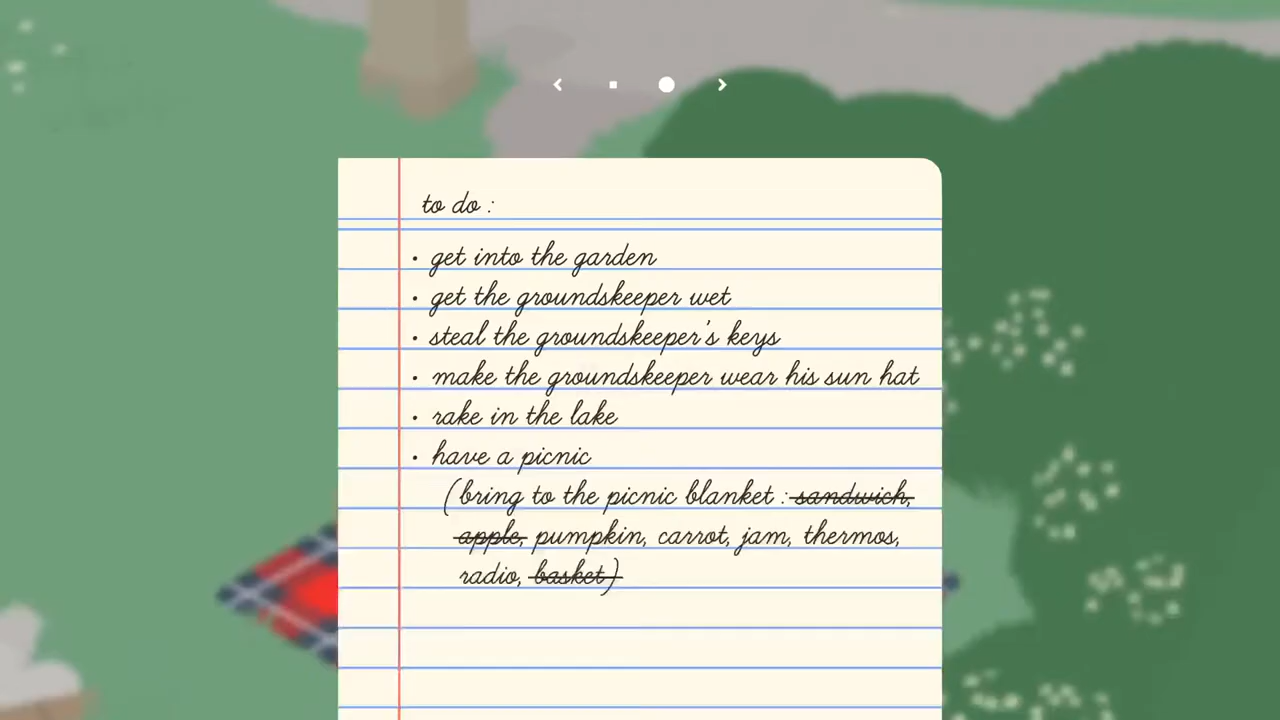 to do :
• get into the garden
• get the groundskeeper wet
• steal the groundskeeper's keys
• make the groundskeeper wear his sun hat
• rake in the lake
• have a picnic
(bring to the picnic blanket : sandwich,
apple, pumpkin, carrot, jam, thermos,
radio, basket)